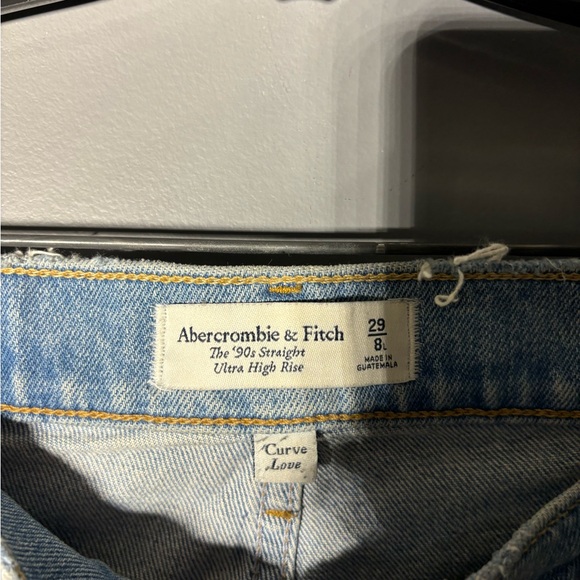 Abercrombie & Fitch
The '90s Straight
Ultra High Rise
29
8L
MADE IN
GUATEMALA
Curve
Love